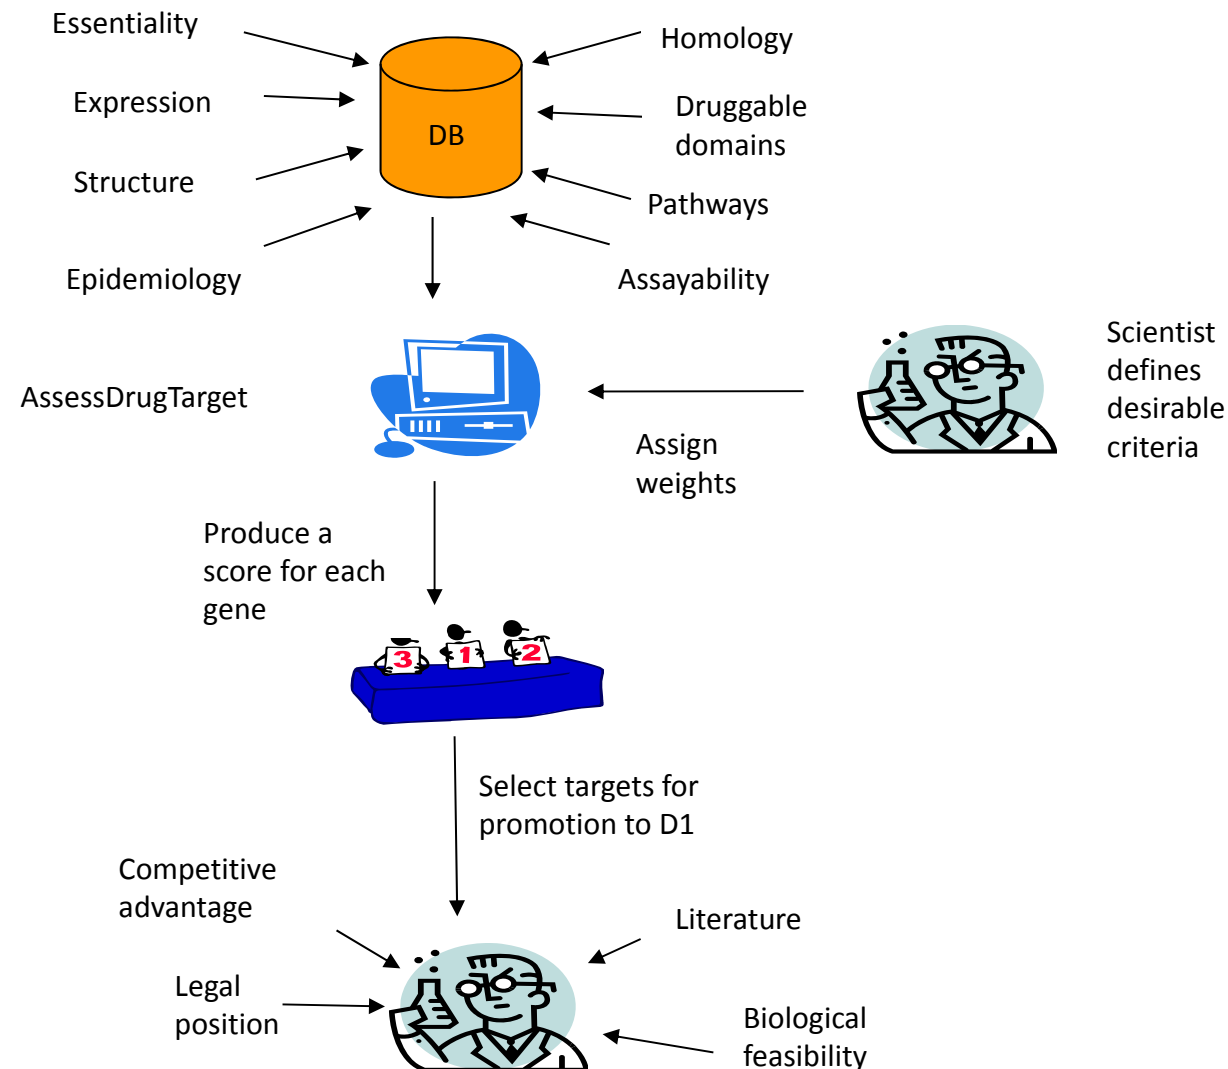 Essentiality
Homology
Expression
Druggable
domains
DB
Structure
Pathways
Epidemiology
Assayability
Scientist
defines
desirable
criteria
AssessDrugTarget
Assign
weights
Produce a
score for each
gene
3 1 2
Select targets for
promotion to D1
Competitive
advantage
Literature
Legal
position
Biological
feasibility